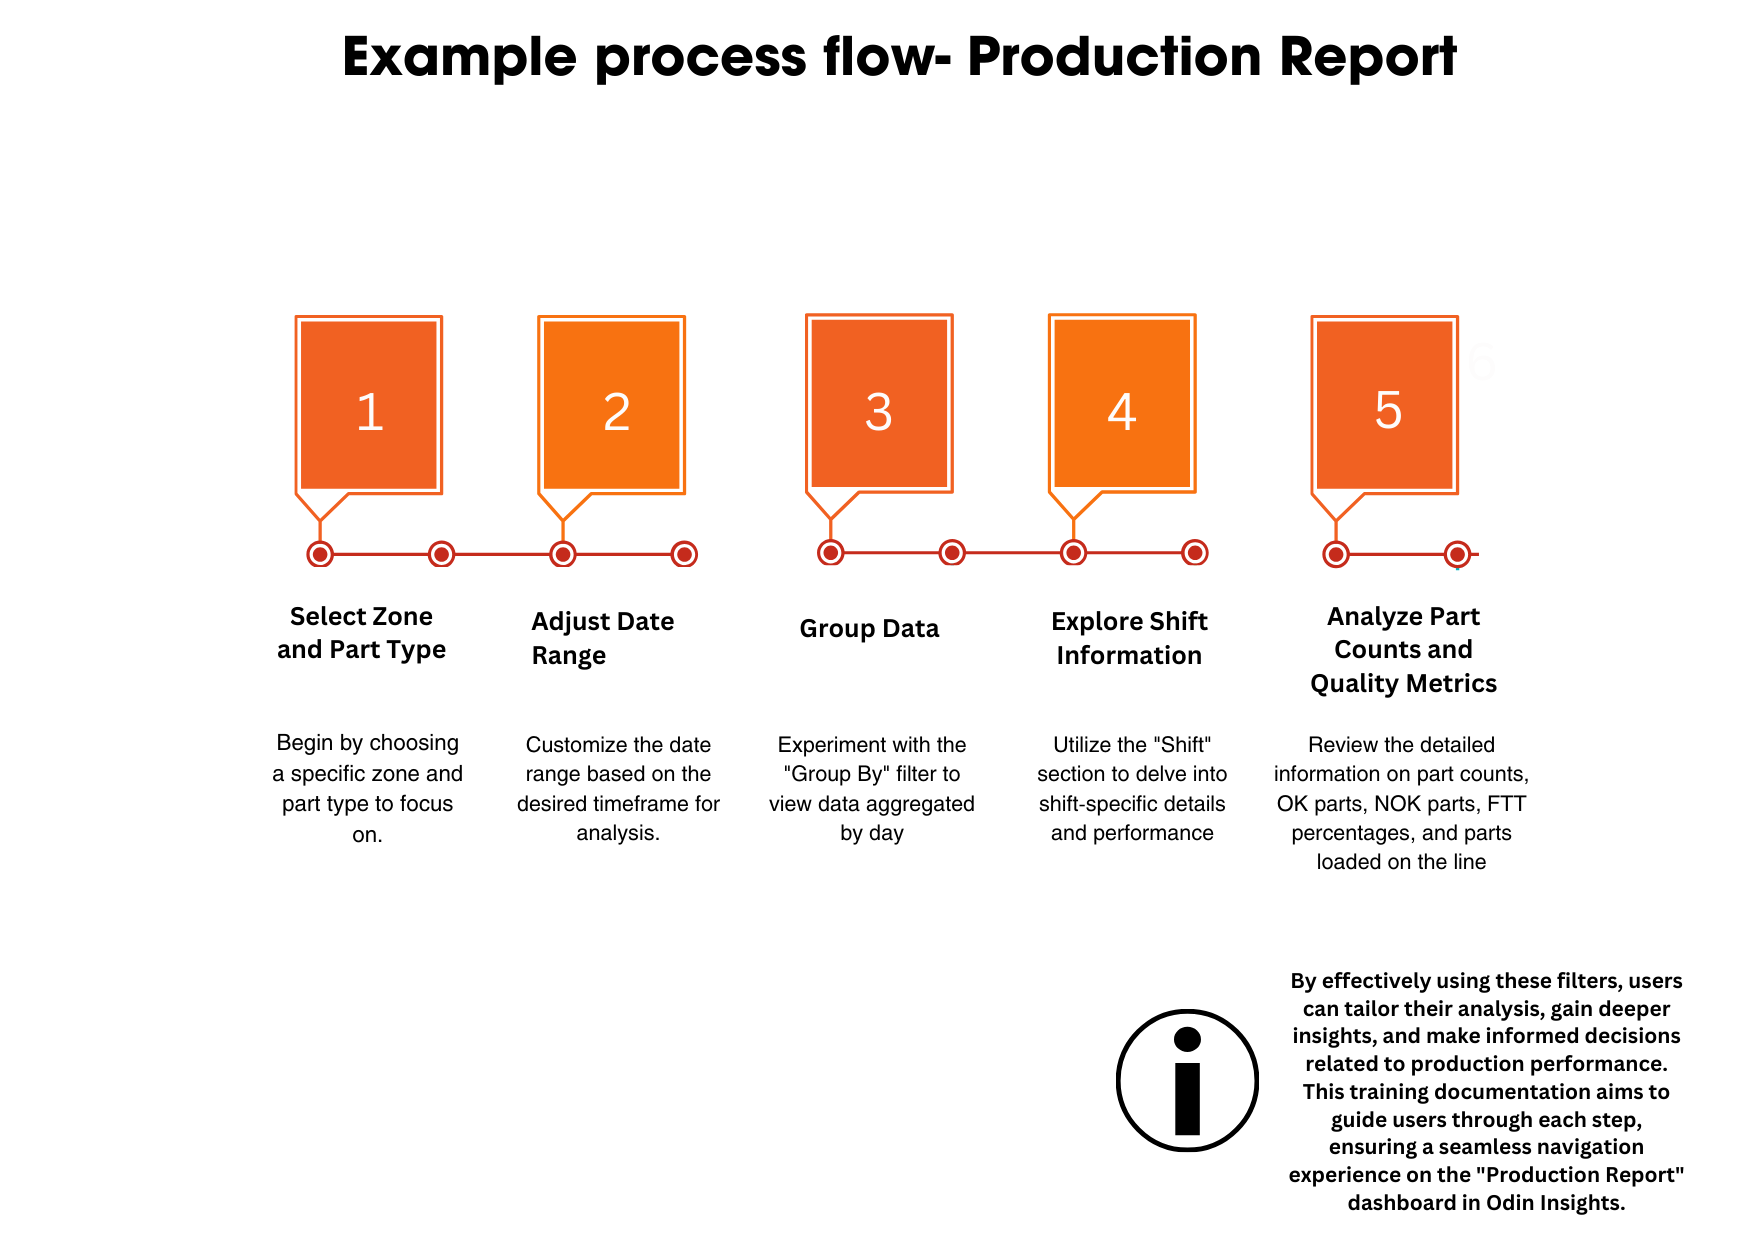 Example process flow- Production Report
1
2
3
4
5
6
Select Zone
and Part Type
Adjust Date
Range
Group Data
Explore Shift
Information
Analyze Part
Counts and
Quality Metrics
Begin by choosing
a specific zone and
part type to focus
on.
Customize the date
range based on the
desired timeframe for
analysis.
Experiment with the
"Group By" filter to
view data aggregated
by day
Utilize the "Shift"
section to delve into
shift-specific details
and performance
Review the detailed
information on part counts,
OK parts, NOK parts, FTT
percentages, and parts
loaded on the line
By effectively using these filters, users
can tailor their analysis, gain deeper
insights, and make informed decisions
related to production performance.
This training documentation aims to
guide users through each step,
ensuring a seamless navigation
experience on the "Production Report"
dashboard in Odin Insights.